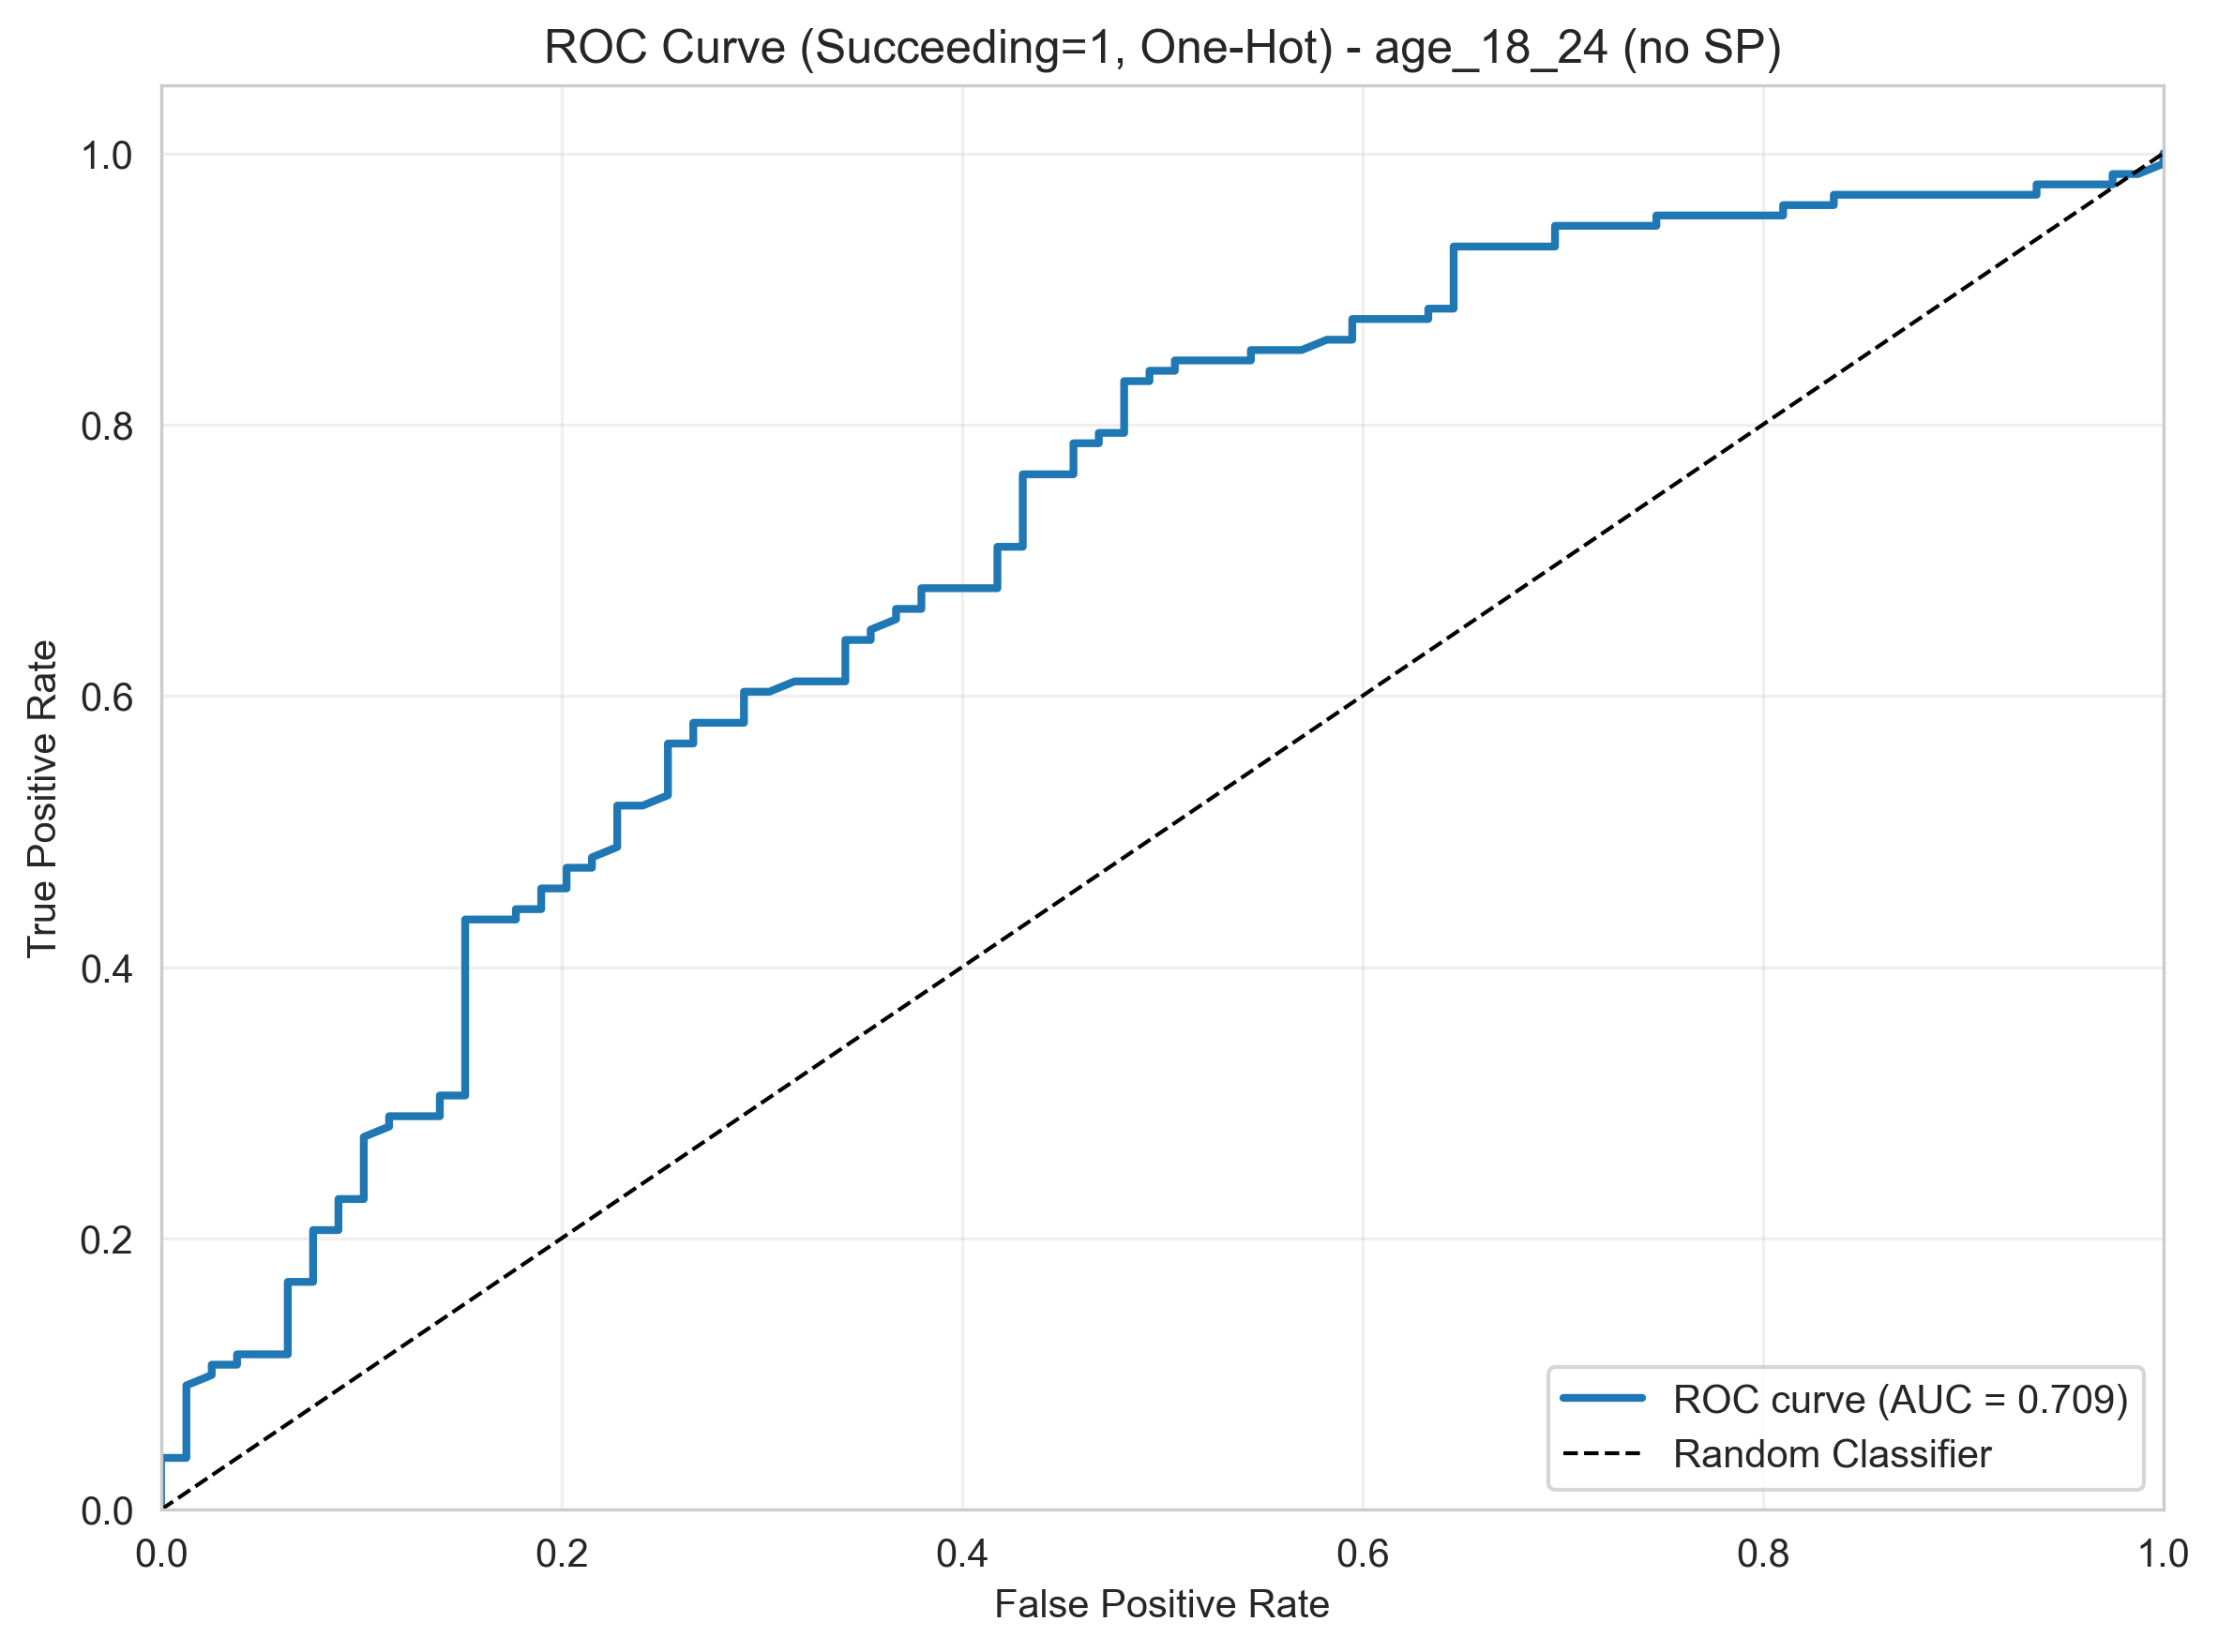 ROC Curve (Succeeding=1, One-Hot) - age_18_24 (no SP)
True Positive Rate
1.0
0.8
0.6
0.4
0.2
0.0
0.0 0.2 0.4 0.6 0.8 1.0
False Positive Rate
ROC curve (AUC = 0.709)
Random Classifier